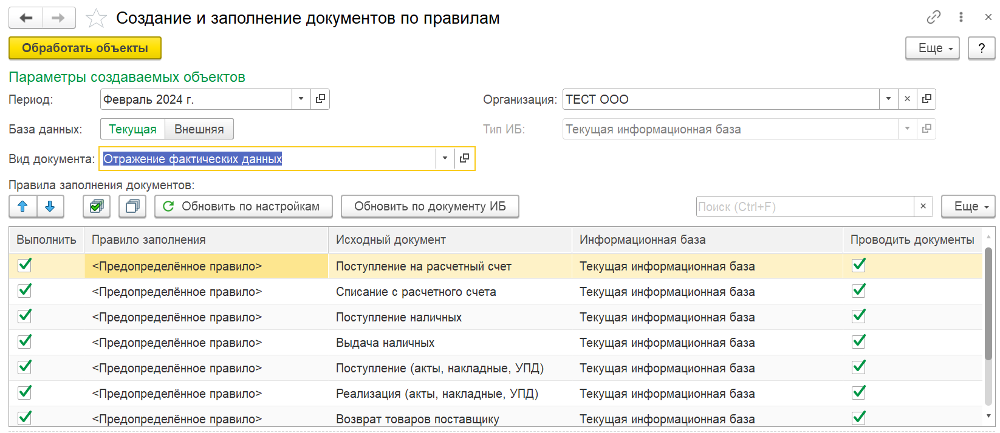 Создание и заполнение документов по правилам
Обработать объекты
Еще
?
Параметры создаваемых объектов
Период: Февраль 2024 г. Организация: ТЕСТ ООО
База данных: Текущая Внешняя Тип ИБ: Текущая информационная база
Вид документа: Отражение фактических данных
Правила заполнения документов:
Обновить по настройкам Обновить по документу ИБ Поиск (Ctrl+F) Еще
Выполнить Правило заполнения Исходный документ Информационная база Проводить документы
<Предопределённое правило> Поступление на расчетный счет Текущая информационная база
<Предопределённое правило> Списание с расчетного счета Текущая информационная база
<Предопределённое правило> Поступление наличных Текущая информационная база
<Предопределённое правило> Выдача наличных Текущая информационная база
<Предопределённое правило> Поступление (акты, накладные, УПД) Текущая информационная база
<Предопределённое правило> Реализация (акты, накладные, УПД) Текущая информационная база
<Предопределённое правило> Возврат товаров поставщику Текущая информационная база